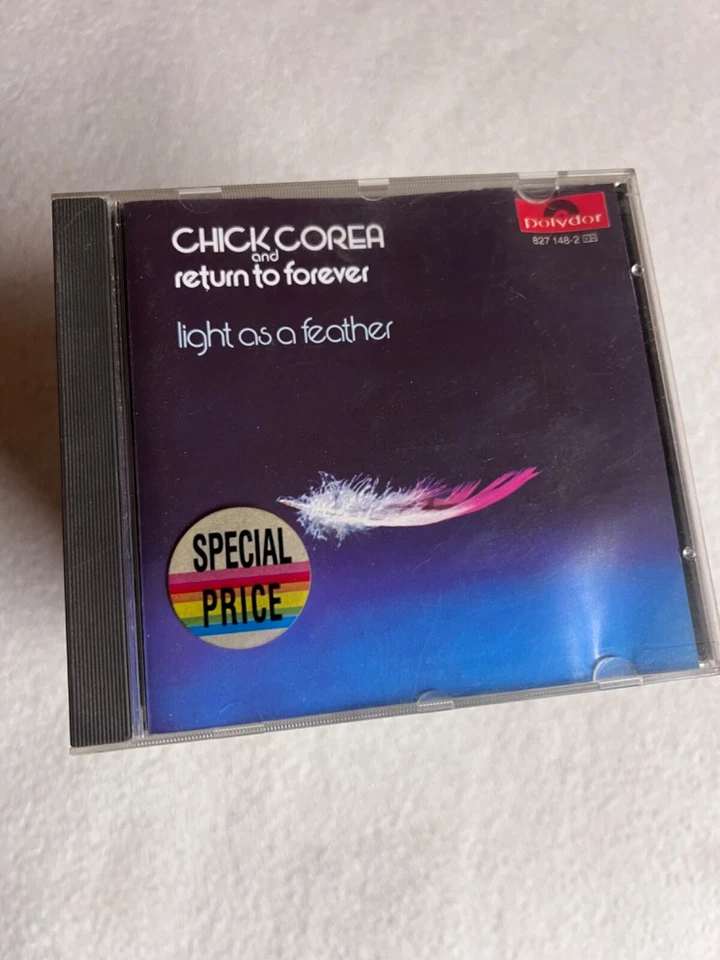 CHICK COREA
and
return to forever
light as a feather
polydor
827 148-2
SPECIAL
PRICE